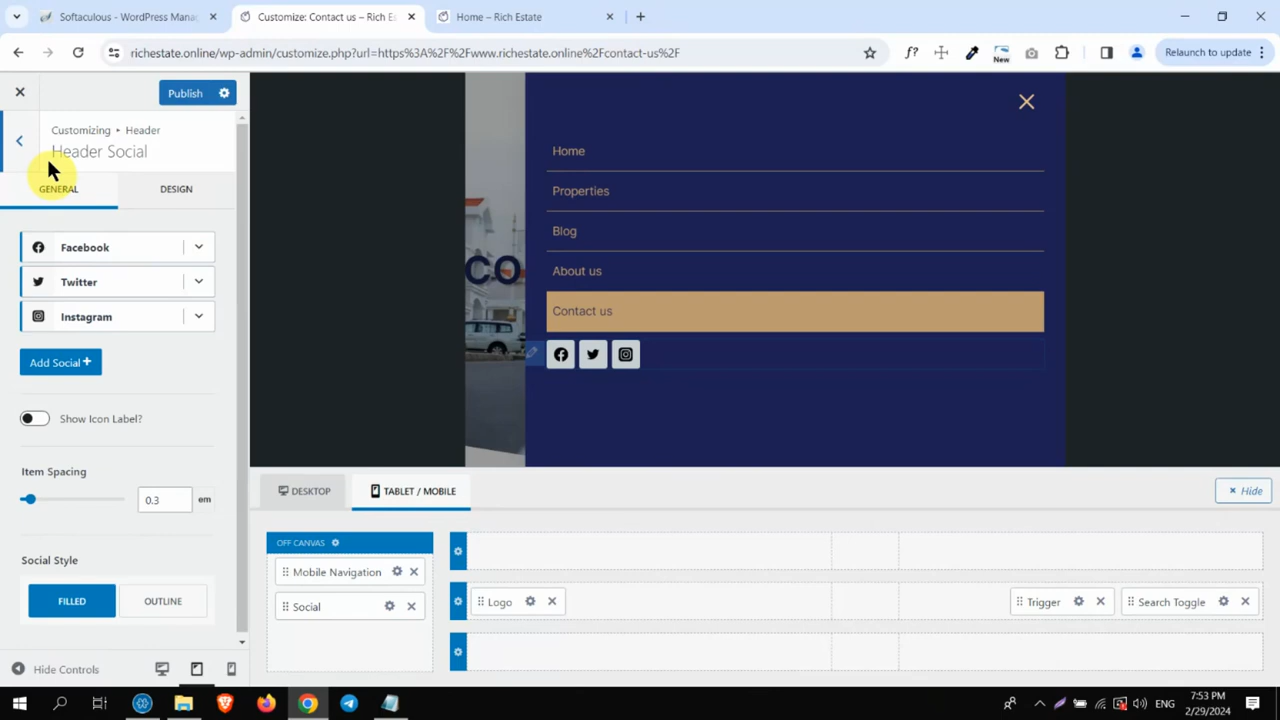 Softaculous - WordPress Manag
Customize: Contact us – Rich Es
Home – Rich Estate
richestate.online/wp-admin/customize.php?url=https%3A%2F%2Fwww.richestate.online%2Fcontact-us%2F
f?
New
Relaunch to update
Publish
Customizing ▸ Header
Header Social
GENERAL
DESIGN
Facebook
Twitter
Instagram
Add Social+
Show Icon Label?
Item Spacing
0.3
em
Social Style
FILLED
OUTLINE
Hide Controls
Home
Properties
Blog
About us
Contact us
CO
DESKTOP
TABLET / MOBILE
Hide
OFF CANVAS
Mobile Navigation
Social
Logo
Trigger
Search Toggle
ENG
7:53 PM
2/29/2024